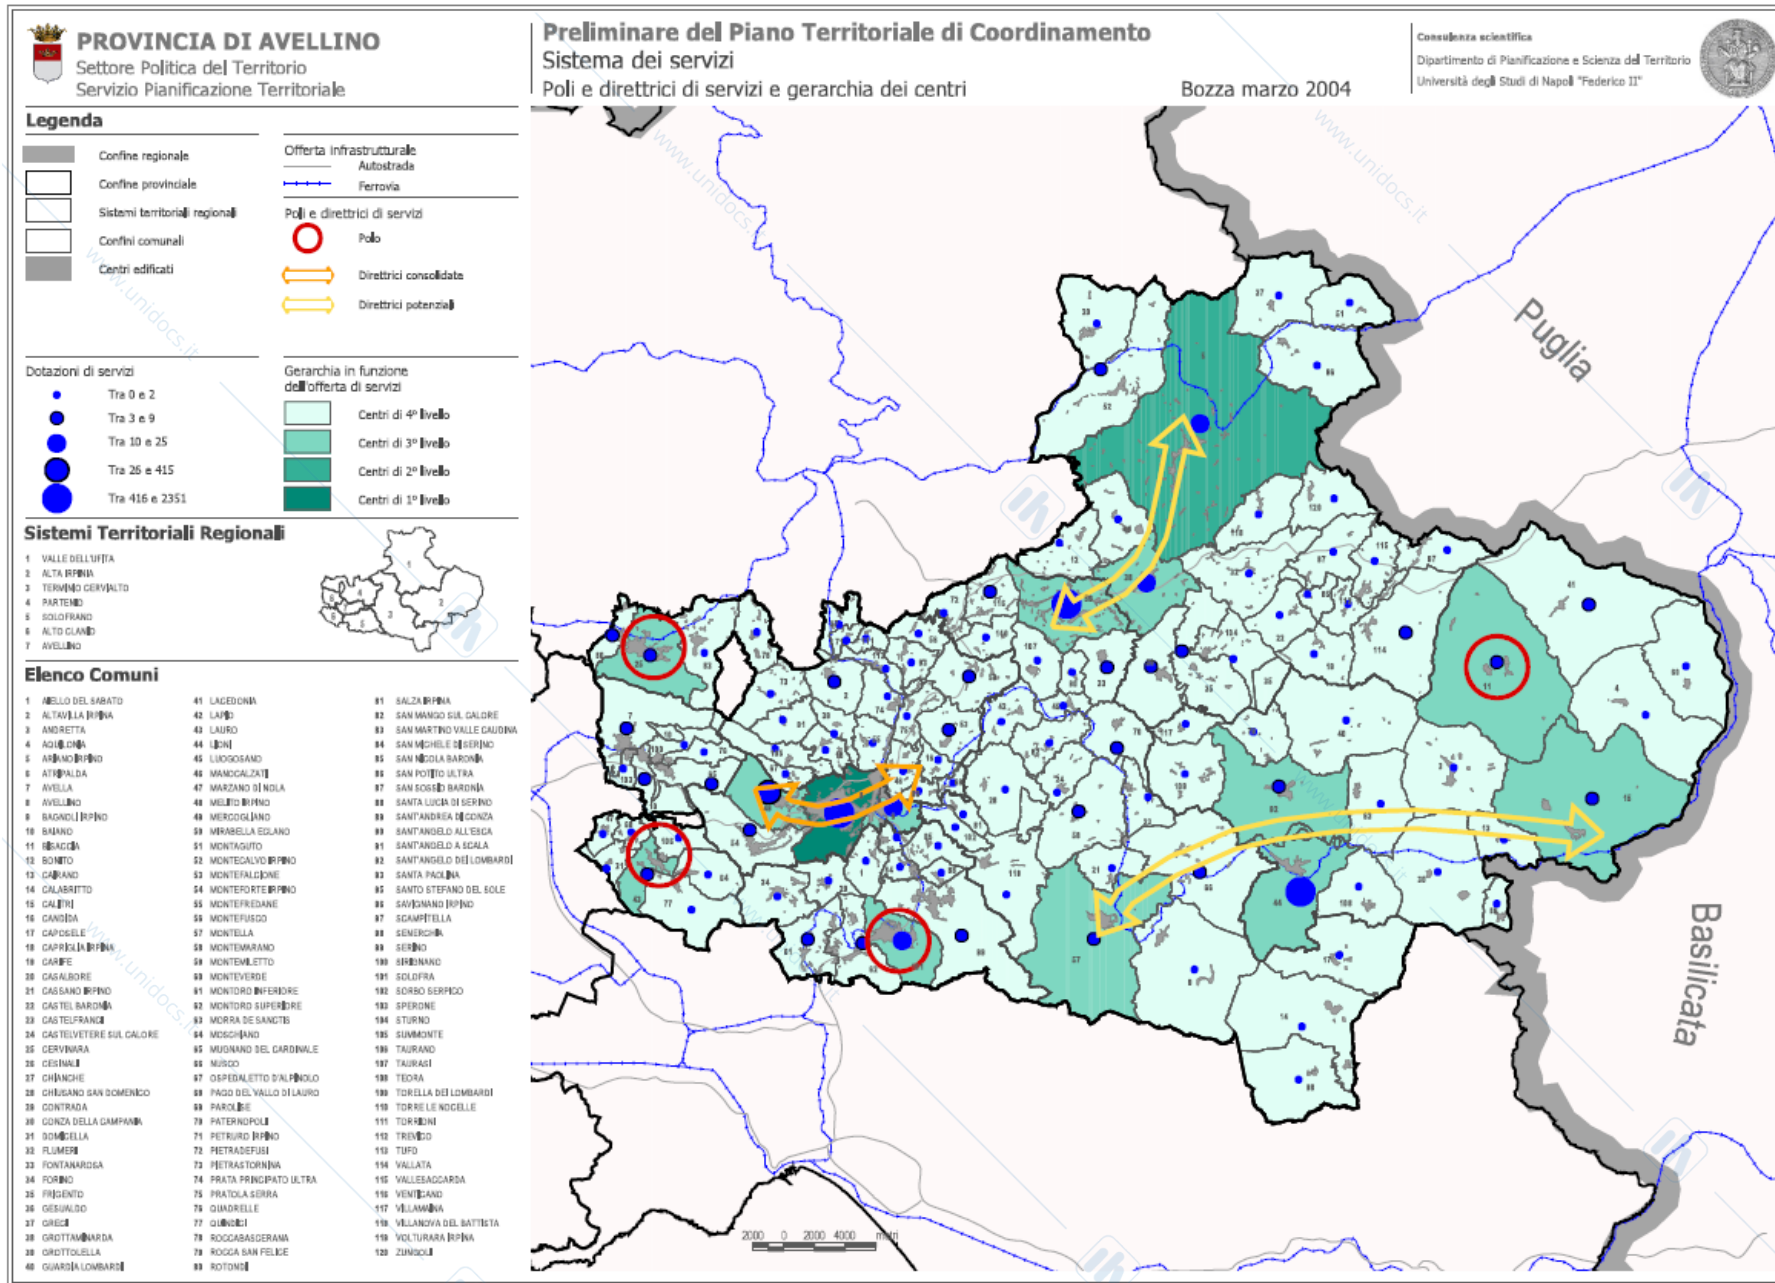 PROVINCIA DI AVELLINO
Settore Politica del Territorio
Servizio Pianificazione Territoriale
Preliminare del Piano Territoriale di Coordinamento
Sistema dei servizi
Poli e direttrici di servizi e gerarchia dei centri
Bozza marzo 2004
Consulenza scientifica
Dipartimento di Pianificazione e Scienza del Territorio
Università degli Studi di Napoli "Federico II"
Legenda
Confine regionale
Confine provinciale
Sistemi territoriali regionali
Confini comunali
Centri edificati
Offerta infrastrutturale
Autostrada
Ferrovia
Poli e direttrici di servizi
Polo
Direttrici consolidate
Direttrici potenziali
Dotazioni di servizi
Tra 0 e 2
Tra 3 e 9
Tra 10 e 25
Tra 26 e 415
Tra 416 e 2351
Gerarchia in funzione
dell'offerta di servizi
Centri di 4° livello
Centri di 3° livello
Centri di 2° livello
Centri di 1° livello
Sistemi Territoriali Regionali
1 VALLE DELL'UFITA
2 ALTA IRPINIA
3 TERMINIO CERVIALTO
4 PARTENIO
5 SOLOFRANO
6 ALTO CLANIO
7 AVELLINO
Elenco Comuni
1 AIELLO DEL SABATO
2 ALTAVILLA IRPINA
3 ANDRETTA
4 AQUILONIA
5 ARIANO IRPINO
6 ATRIPALDA
7 AVELLA
8 AVELLINO
9 BAGNOLI IRPINO
10 BAIANO
11 BISACCIA
12 BONITO
13 CAIRANO
14 CALABRITTO
15 CALITRI
16 CANDIDA
17 CAPOSELE
18 CAPRIGLIA IRPINA
19 CARIFE
20 CASALBORE
21 CASSANO IRPINO
22 CASTEL BARONIA
23 CASTELFRANCI
24 CASTELVETERE SUL CALORE
25 CERVINARA
26 CESINALI
27 CHIANCHE
28 CHIUSANO SAN DOMENICO
29 CONTRADA
30 CONZA DELLA CAMPANIA
31 DOMICELLA
32 FLUMERI
33 FONTANAROSA
34 FORINO
35 FRIGENTO
36 GESUALDO
37 GRECI
38 GROTTAMINARDA
39 GROTTOLELLA
40 GUARDIA LOMBARDI
41 LACEDONIA
42 LAPIO
43 LAURO
44 LIONI
45 LUOGOSANO
46 MANOCALZATI
47 MARZANO DI NOLA
48 MELITO IRPINO
49 MERCOGLIANO
50 MIRABELLA ECLANO
51 MONTAGUTO
52 MONTECALVO IRPINO
53 MONTEFALCIONE
54 MONTEFORTE IRPINO
55 MONTEFREDANE
56 MONTEFUSCO
57 MONTELLA
58 MONTEMARANO
59 MONTEMILETTO
60 MONTEVERDE
61 MONTORO INFERIORE
62 MONTORO SUPERIORE
63 MORRA DE SANCTIS
64 MOSCHIANO
65 MUGNANO DEL CARDINALE
66 NUSCO
67 OSPEDALETTO D'ALPINOLO
68 PAGO DEL VALLO DI LAURO
69 PAROLISE
70 PATERNOPOLI
71 PETRURO IRPINO
72 PIETRADEFUSI
73 PIETRASTORNINA
74 PRATA PRINCIPATO ULTRA
75 PRATOLA SERRA
76 QUADRELLE
77 QUINDICI
78 ROCCABASCERANA
79 ROCCA SAN FELICE
80 ROTONDI
81 SALZA IRPINA
82 SAN MANGO SUL CALORE
83 SAN MARTINO VALLE CAUDINA
84 SAN MICHELE DI SERINO
85 SAN NICOLA BARONIA
86 SAN POTITO ULTRA
87 SAN SOSSIO BARONIA
88 SANTA LUCIA DI SERINO
89 SANT'ANDREA DI CONZA
90 SANT'ANGELO ALL'ESCA
91 SANT'ANGELO A SCALA
92 SANT'ANGELO DEI LOMBARDI
93 SANTA PAOLINA
95 SANTO STEFANO DEL SOLE
96 SAVIGNANO IRPINO
97 SCAMPITELLA
98 SENERCHIA
99 SERINO
100 SIRIGNANO
101 SOLOFRA
102 SORBO SERPICO
103 SPERONE
104 STURNO
105 SUMMONTE
106 TAURANO
107 TAURASI
108 TEORA
109 TORELLA DEI LOMBARDI
110 TORRE LE NOCELLE
111 TORRIONI
112 TREVICO
113 TUFO
114 VALLATA
115 VALLESACCARDA
116 VENTICANO
117 VILLAMAINA
118 VILLANOVA DEL BATTISTA
119 VOLTURARA IRPINA
120 ZUNGOLI
Puglia
Basilicata
2000 0 2000 4000 metri
www.unidocs.it